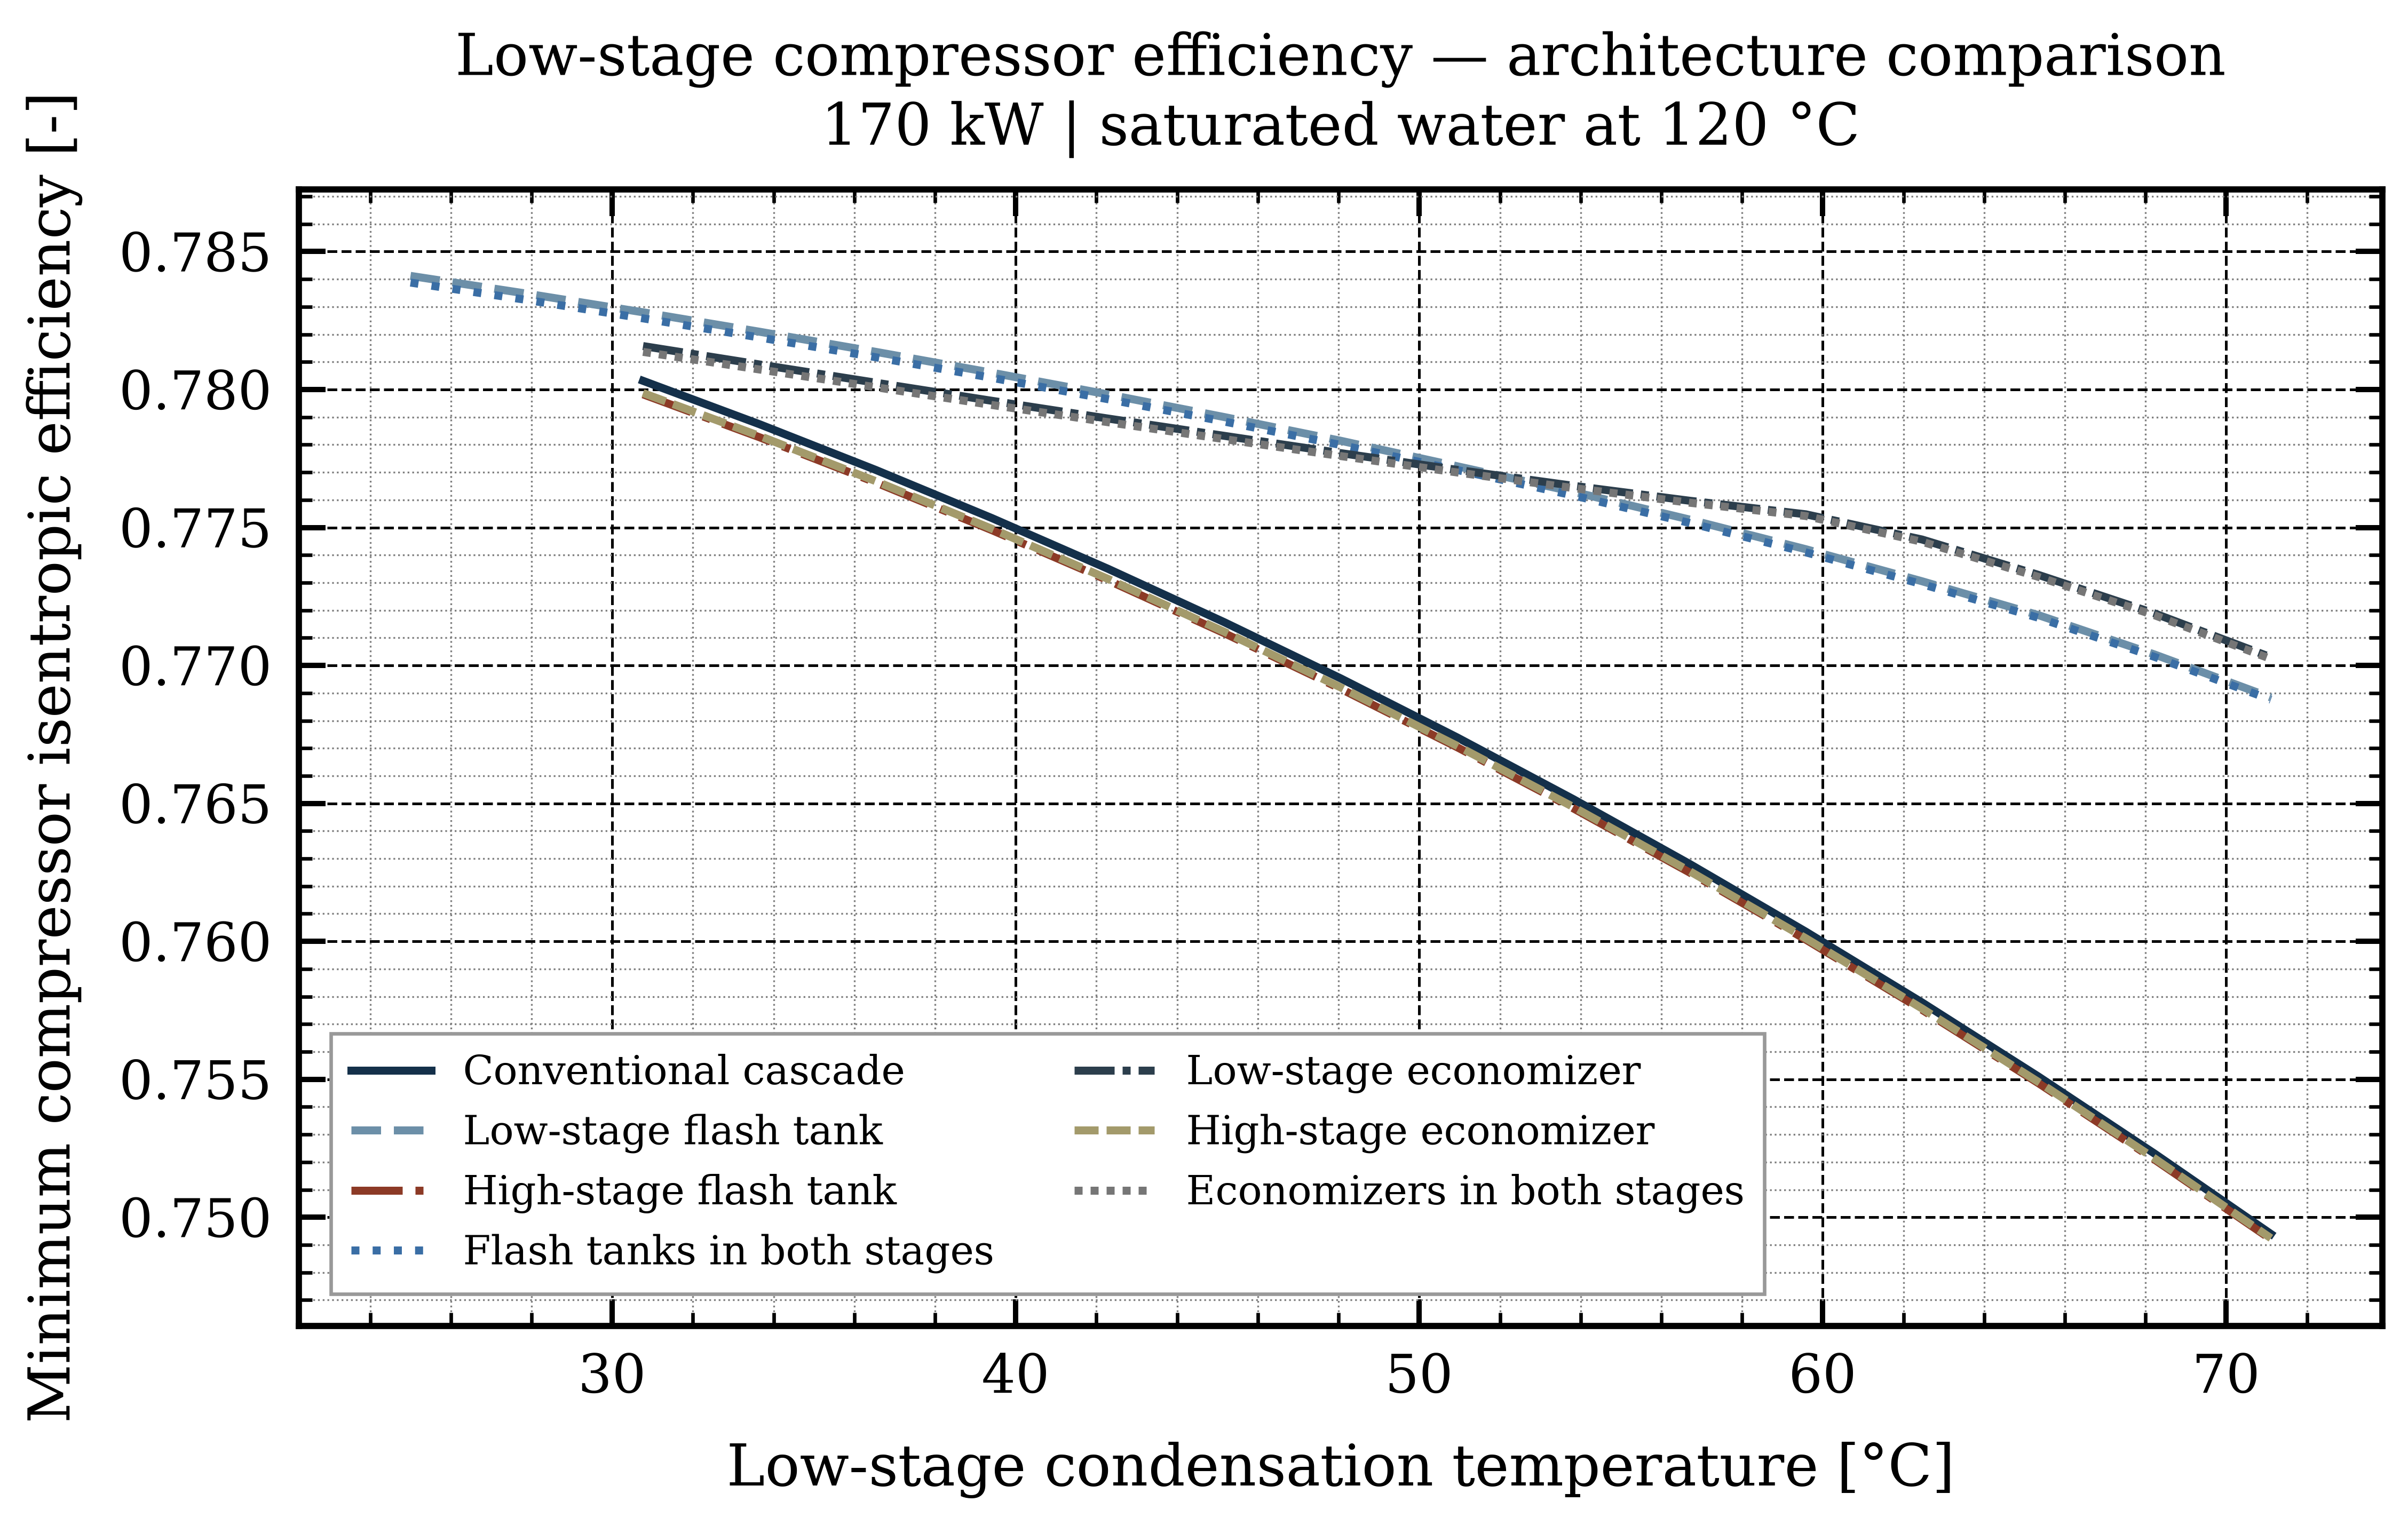 Low-stage compressor efficiency — architecture comparison
170 kW | saturated water at 120 °C
Minimum compressor isentropic efficiency [-]
0.785
0.780
0.775
0.770
0.765
0.760
0.755
0.750
Conventional cascade
Low-stage flash tank
High-stage flash tank
Flash tanks in both stages
Low-stage economizer
High-stage economizer
Economizers in both stages
30 40 50 60 70
Low-stage condensation temperature [°C]